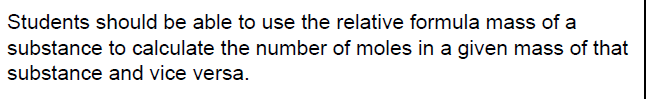 Students should be able to use the relative formula mass of a
substance to calculate the number of moles in a given mass of that
substance and vice versa.